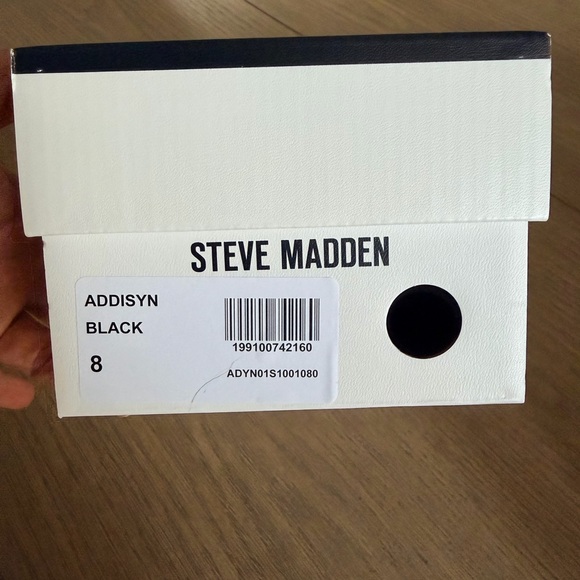 STEVE MADDEN
ADDISYN
BLACK
8
199100742160
ADYN01S1001080